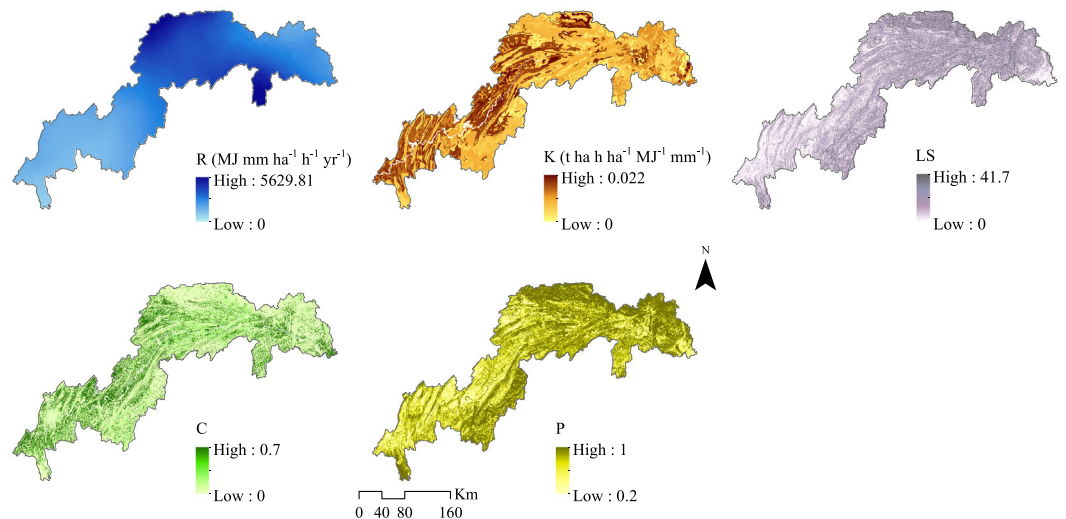 R (MJ mm ha⁻¹ h⁻¹ yr⁻¹)
High : 5629.81
Low : 0
K (t ha h ha⁻¹ MJ⁻¹ mm⁻¹)
High : 0.022
Low : 0
LS
High : 41.7
Low : 0
N
C
High : 0.7
Low : 0
P
High : 1
Low : 0.2
Km
0 40 80 160